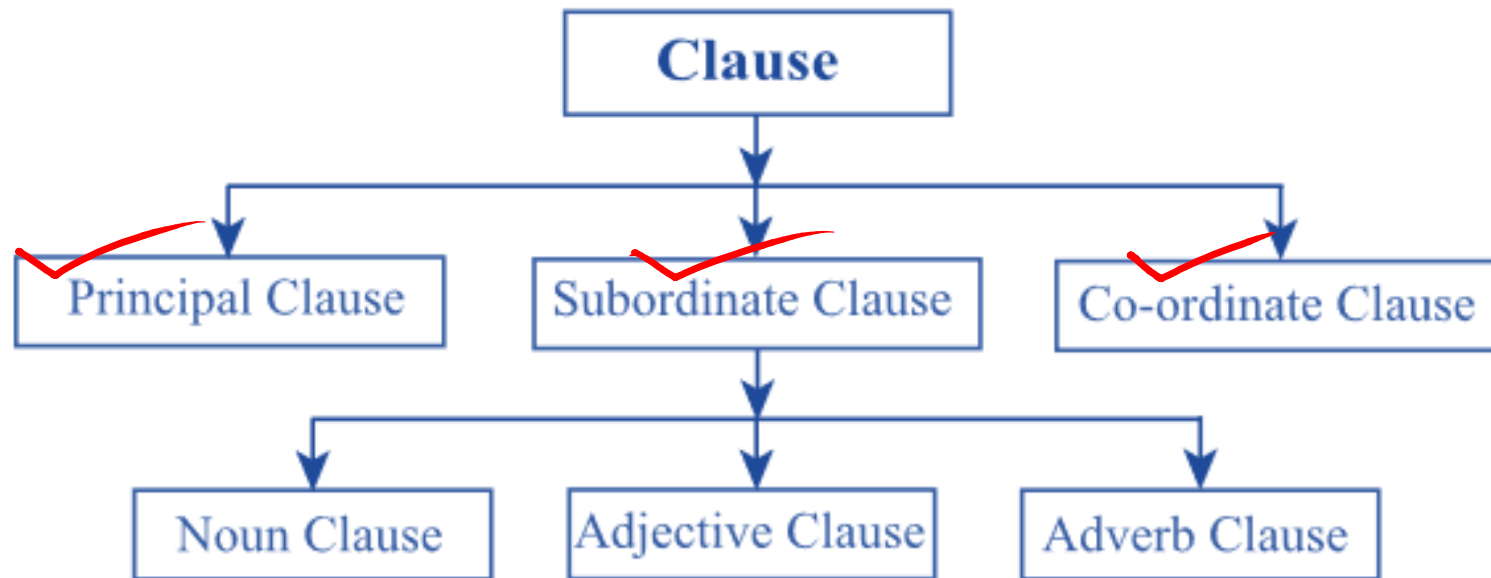 Clause
Principal Clause
Subordinate Clause
Co-ordinate Clause
Noun Clause
Adjective Clause
Adverb Clause